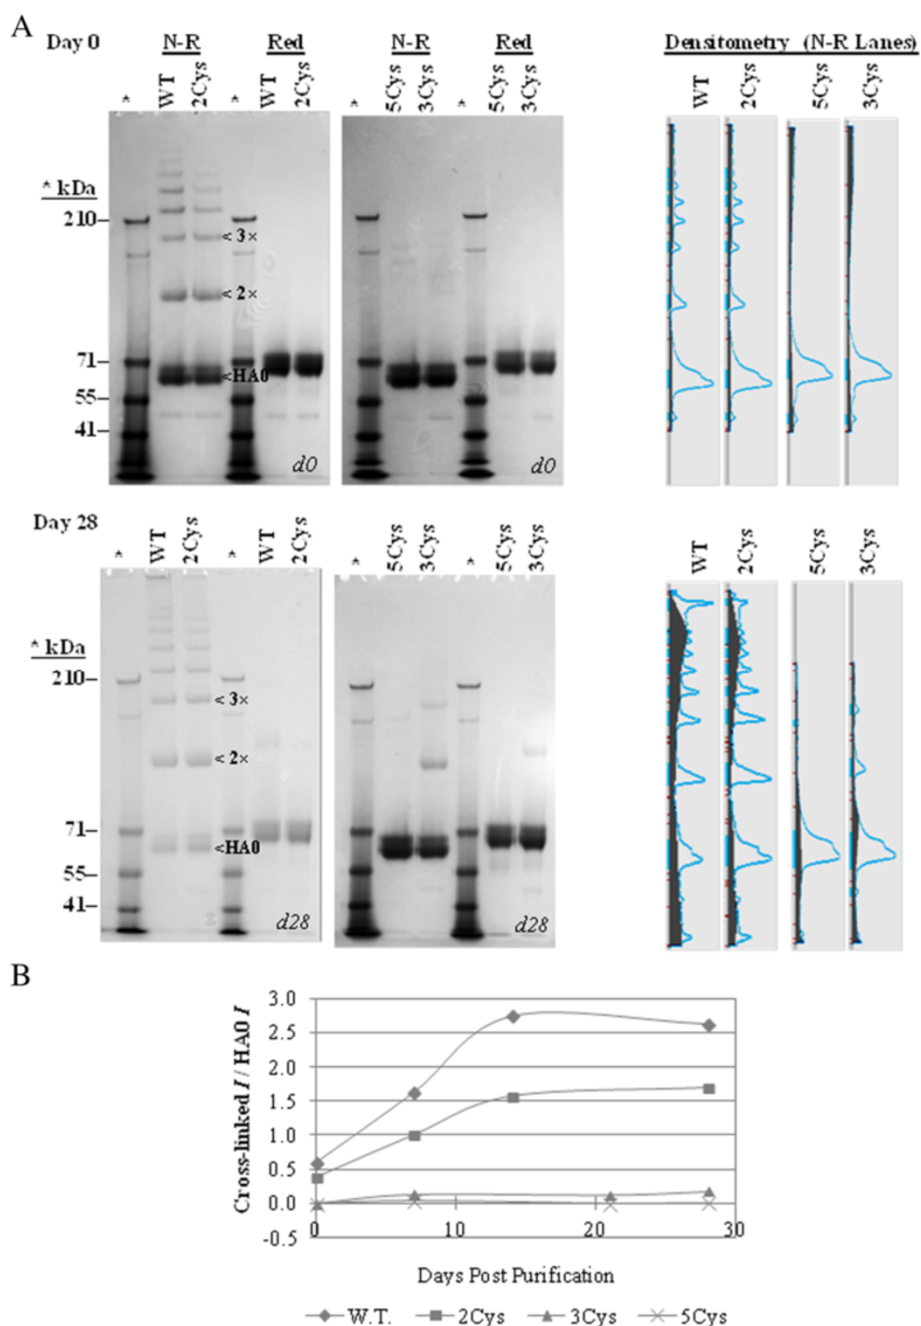 A
Day 0 N-R Red N-R Red Densitometry (N-R Lanes)
* WT 2Cys * WT 2Cys * 5Cys 3Cys * 5Cys 3Cys WT 2Cys 5Cys 3Cys
* kDa
210–
< 3×
< 2×
71–
<HA0
55–
41–
d0 d0
Day 28
* WT 2Cys * WT 2Cys * 5Cys 3Cys * 5Cys 3Cys WT 2Cys 5Cys 3Cys
* kDa
210–
< 3×
< 2×
71–
<HA0
55–
41–
d28 d28
B
Cross-linked I / HA0 I
3.0
2.5
2.0
1.5
1.0
0.5
0.0
-0.5
0 10 20 30
Days Post Purification
W.T. 2Cys 3Cys 5Cys